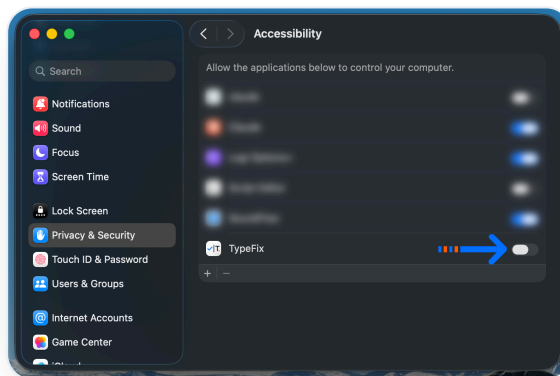 Accessibility
Search
Notifications
Sound
Focus
Screen Time
Lock Screen
Privacy & Security
Touch ID & Password
Users & Groups
Internet Accounts
Game Center
Allow the applications below to control your computer.
TypeFix
+ −